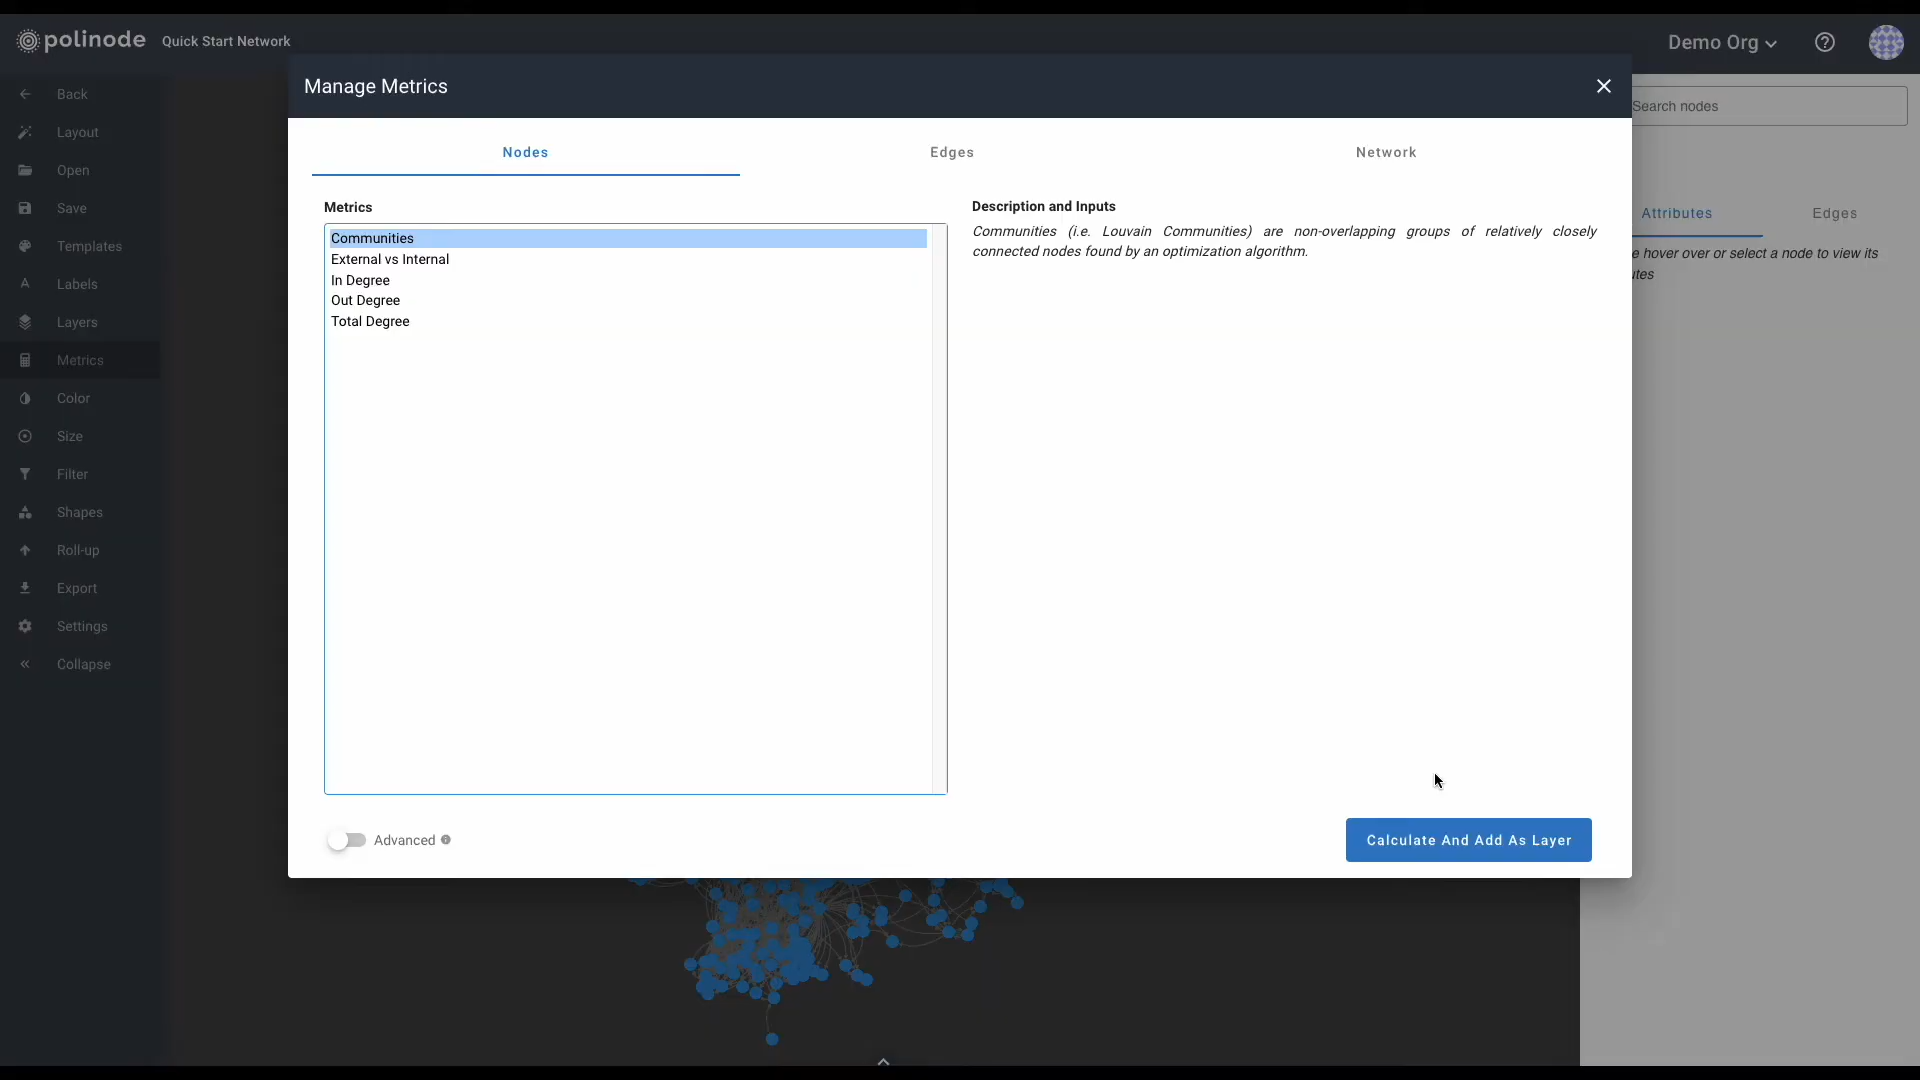 polinode
Quick Start Network
Demo Org
Back
Layout
Open
Save
Templates
Labels
Layers
Metrics
Color
Size
Filter
Shapes
Roll-up
Export
Settings
Collapse
Manage Metrics
Nodes
Edges
Network
Metrics
Communities
External vs Internal
In Degree
Out Degree
Total Degree
Description and Inputs
Communities (i.e. Louvain Communities) are non-overlapping groups of relatively closely
connected nodes found by an optimization algorithm.
Advanced
Calculate And Add As Layer
Search nodes
Attributes
Edges
e hover over or select a node to view its
utes